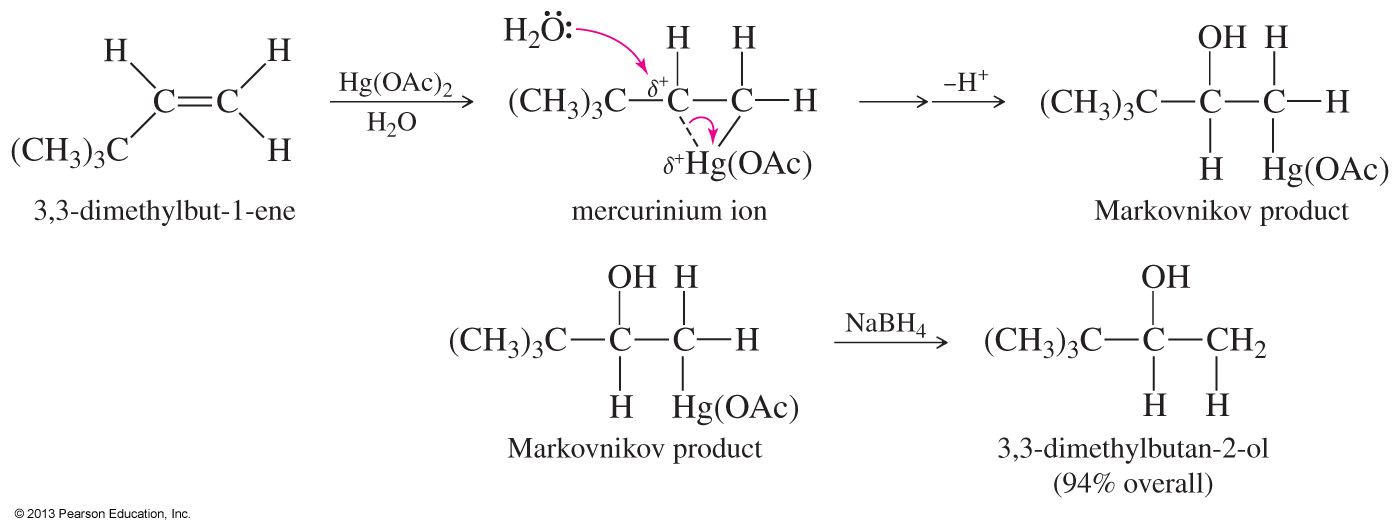 H₂Ö:
H H H H OH H
Hg(OAc)₂
C=C (CH₃)₃C—C—C—H –H⁺ (CH₃)₃C—C—C—H
δ⁺
H₂O
(CH₃)₃C H δ⁺Hg(OAc) H Hg(OAc)
3,3-dimethylbut-1-ene mercurinium ion Markovnikov product
OH H OH
NaBH₄
(CH₃)₃C—C—C—H (CH₃)₃C—C—CH₂
H Hg(OAc) H H
Markovnikov product 3,3-dimethylbutan-2-ol
(94% overall)
© 2013 Pearson Education, Inc.